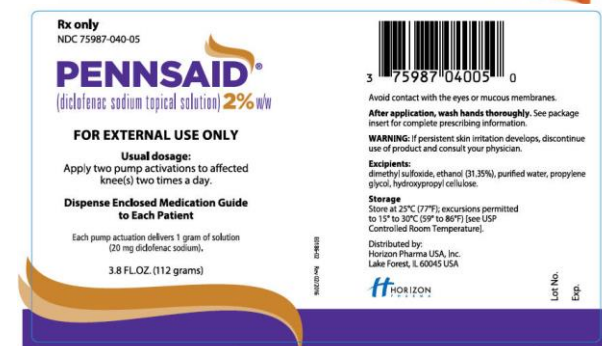 Rx only
NDC 75987-040-05
PENNSAID®
(diclofenac sodium topical solution) 2% w/w
FOR EXTERNAL USE ONLY
Usual dosage:
Apply two pump activations to affected
knee(s) two times a day.
Dispense Enclosed Medication Guide
to Each Patient
Each pump actuation delivers 1 gram of solution
(20 mg diclofenac sodium).
3.8 FL.OZ. (112 grams)
3 75987 04005 0
Avoid contact with the eyes or mucous membranes.
After application, wash hands thoroughly. See package
insert for complete prescribing information.
WARNING: If persistent skin irritation develops, discontinue
use of product and consult your physician.
Excipients:
dimethyl sulfoxide, ethanol (31.35%), purified water, propylene
glycol, hydroxypropyl cellulose.
Storage
Store at 25°C (77°F); excursions permitted
to 15° to 30°C (59° to 86°F) [see USP
Controlled Room Temperature].
Distributed by:
Horizon Pharma USA, Inc.
Lake Forest, IL 60045 USA
HORIZON
PHARMA
Lot No.
Exp.